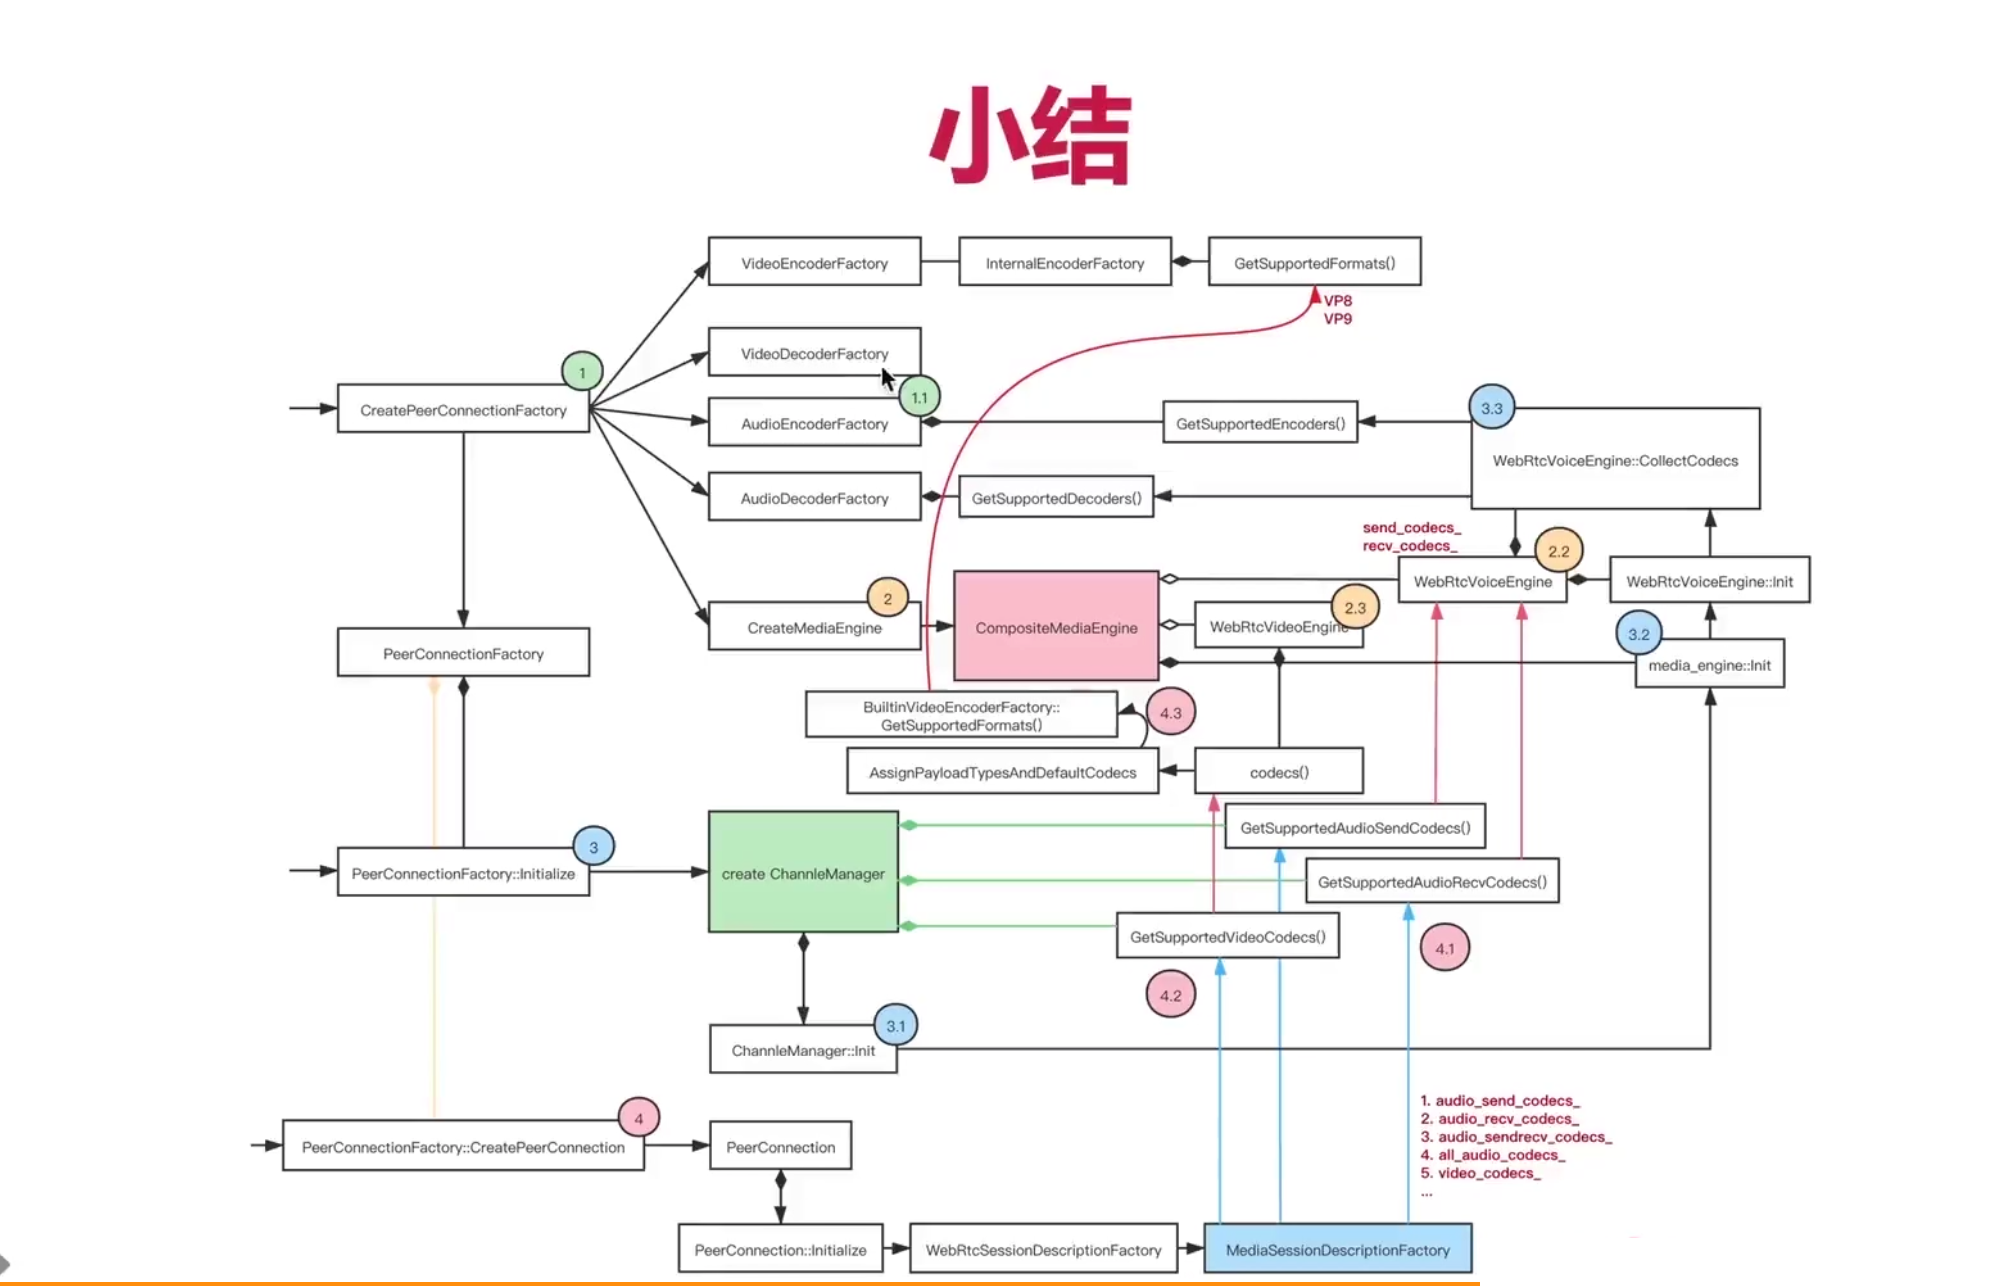 小结
VideoEncoderFactory
InternalEncoderFactory
GetSupportedFormats()
VP8
VP9
VideoDecoderFactory
1
1.1
CreatePeerConnectionFactory
AudioEncoderFactory
GetSupportedEncoders()
3.3
WebRtcVoiceEngine::CollectCodecs
AudioDecoderFactory
GetSupportedDecoders()
send_codecs_
recv_codecs_
2.2
WebRtcVoiceEngine
WebRtcVoiceEngine::Init
2
CreateMediaEngine
CompositeMediaEngine
2.3
WebRtcVideoEngine
3.2
media_engine::Init
PeerConnectionFactory
BuiltinVideoEncoderFactory::
GetSupportedFormats()
4.3
AssignPayloadTypesAndDefaultCodecs
codecs()
GetSupportedAudioSendCodecs()
3
PeerConnectionFactory::Initialize
create ChannleManager
GetSupportedAudioRecvCodecs()
GetSupportedVideoCodecs()
4.1
4.2
3.1
ChannleManager::Init
4
PeerConnectionFactory::CreatePeerConnection
PeerConnection
1. audio_send_codecs_
2. audio_recv_codecs_
3. audio_sendrecv_codecs_
4. all_audio_codecs_
5. video_codecs_
...
PeerConnection::Initialize
WebRtcSessionDescriptionFactory
MediaSessionDescriptionFactory